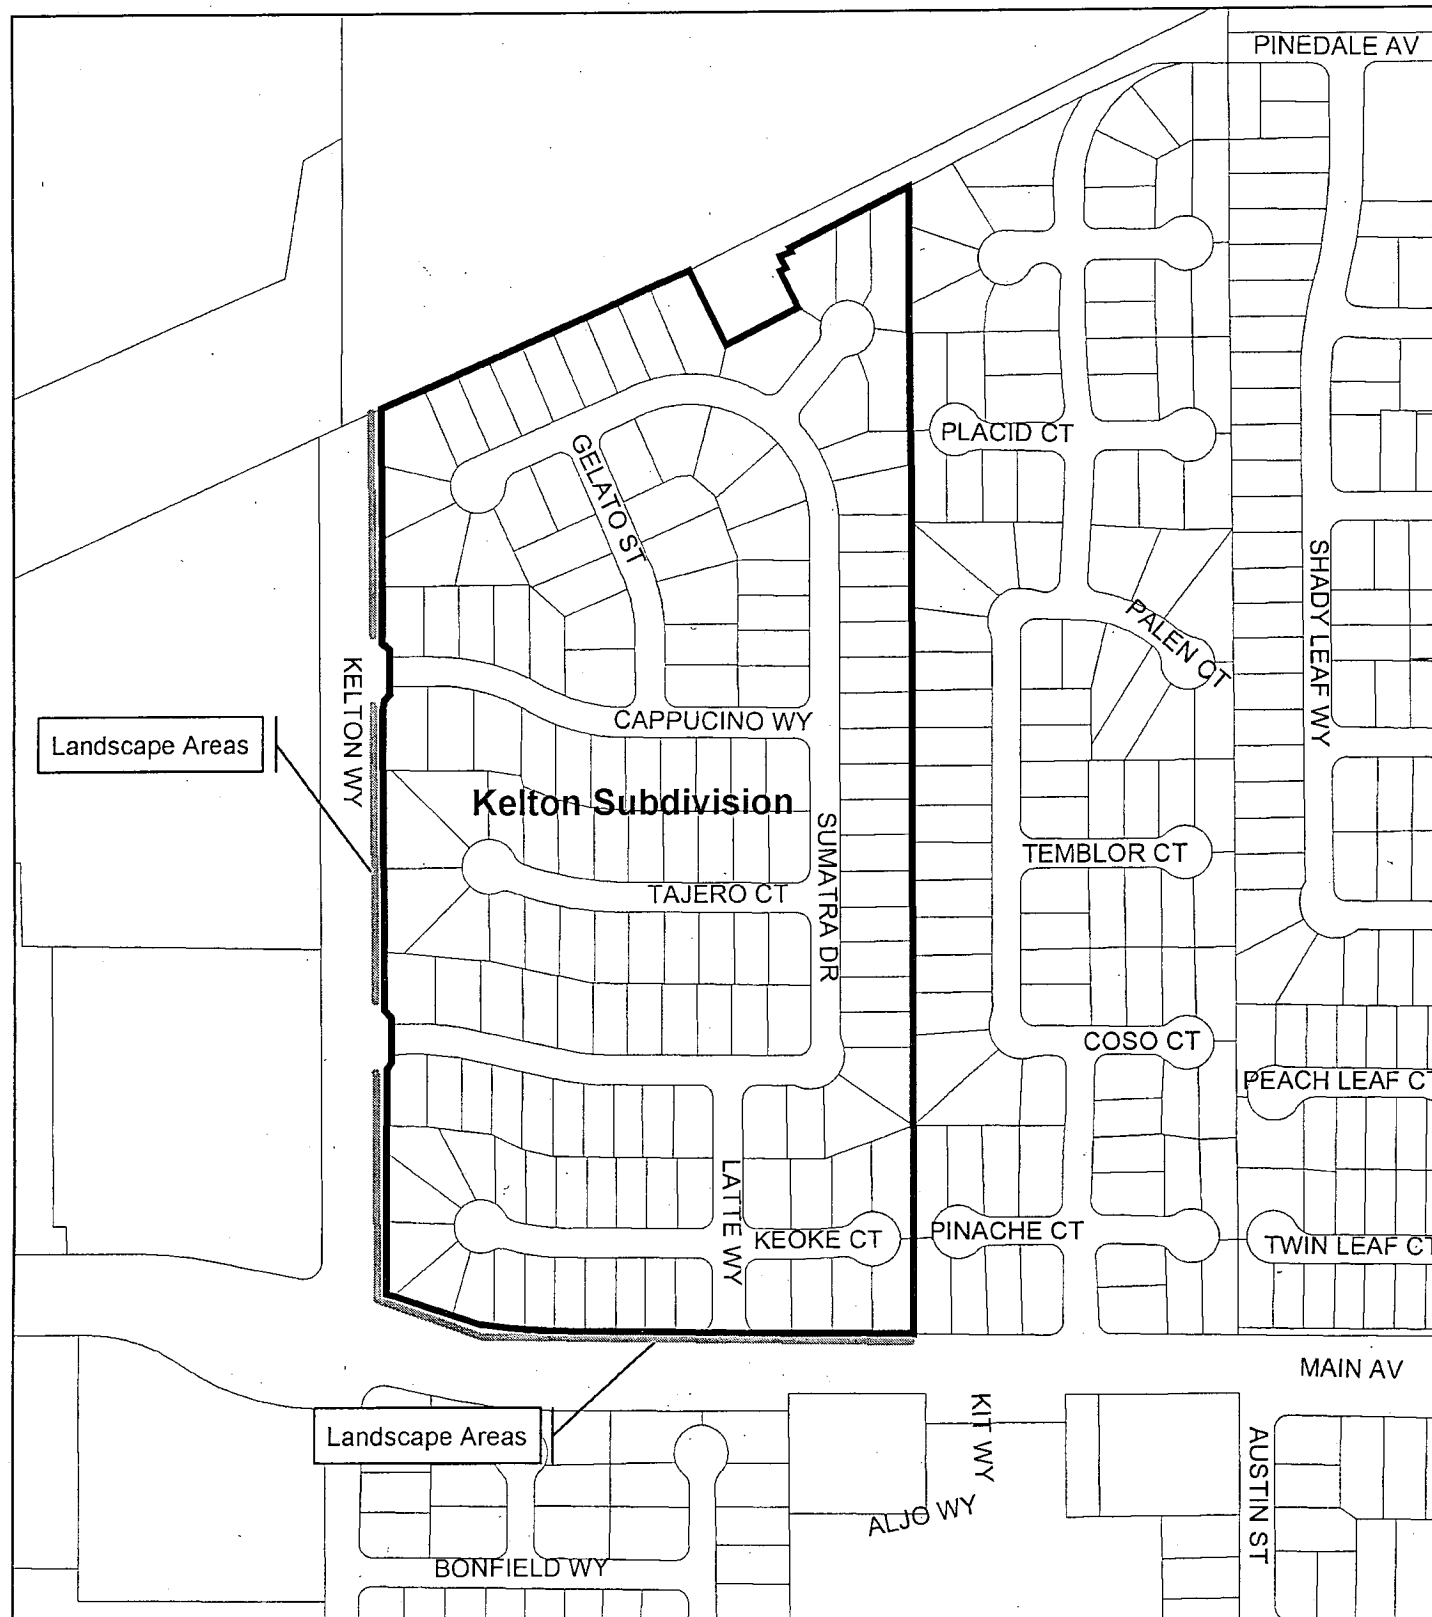 PINEDALE AV
PLACID CT
GELATO ST
SHADY LEAF WY
PALEN CT
KELTON WY
CAPPUCINO WY
Landscape Areas
Kelton Subdivision
SUMATRA DR
TEMBLOR CT
TAJERO CT
COSO CT
PEACH LEAF CT
LATTE WY
KEOKE CT
PINACHE CT
TWIN LEAF CT
MAIN AV
Landscape Areas
KIT WY
AUSTIN ST
ALJO WY
BONFIELD WY